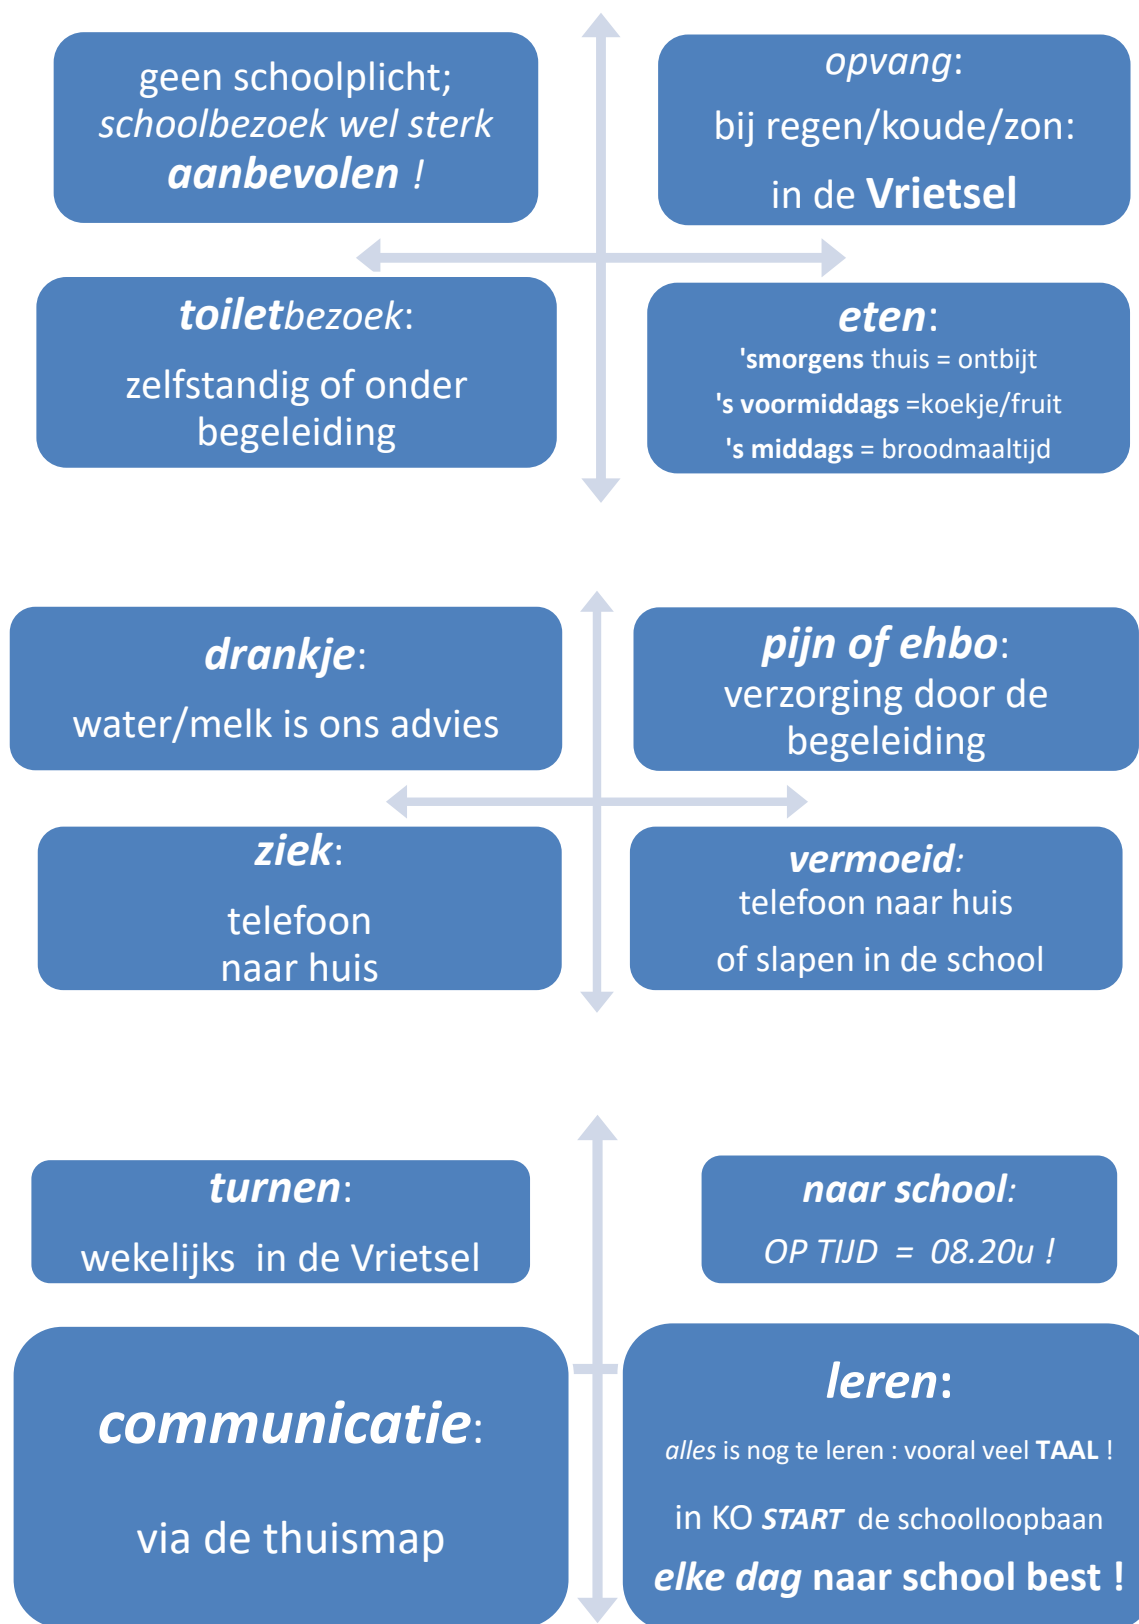 geen schoolplicht;
schoolbezoek wel sterk
aanbevolen !
opvang:
bij regen/koude/zon:
in de Vrietsel
toiletbezoek:
zelfstandig of onder
begeleiding
eten:
'smorgens thuis = ontbijt
's voormiddags =koekje/fruit
's middags = broodmaaltijd
drankje:
water/melk is ons advies
pijn of ehbo:
verzorging door de
begeleiding
ziek:
telefoon
naar huis
vermoeid:
telefoon naar huis
of slapen in de school
turnen:
wekelijks in de Vrietsel
naar school:
OP TIJD = 08.20u !
communicatie:
via de thuismap
leren:
alles is nog te leren : vooral veel TAAL !
in KO START de schoolloopbaan
elke dag naar school best !